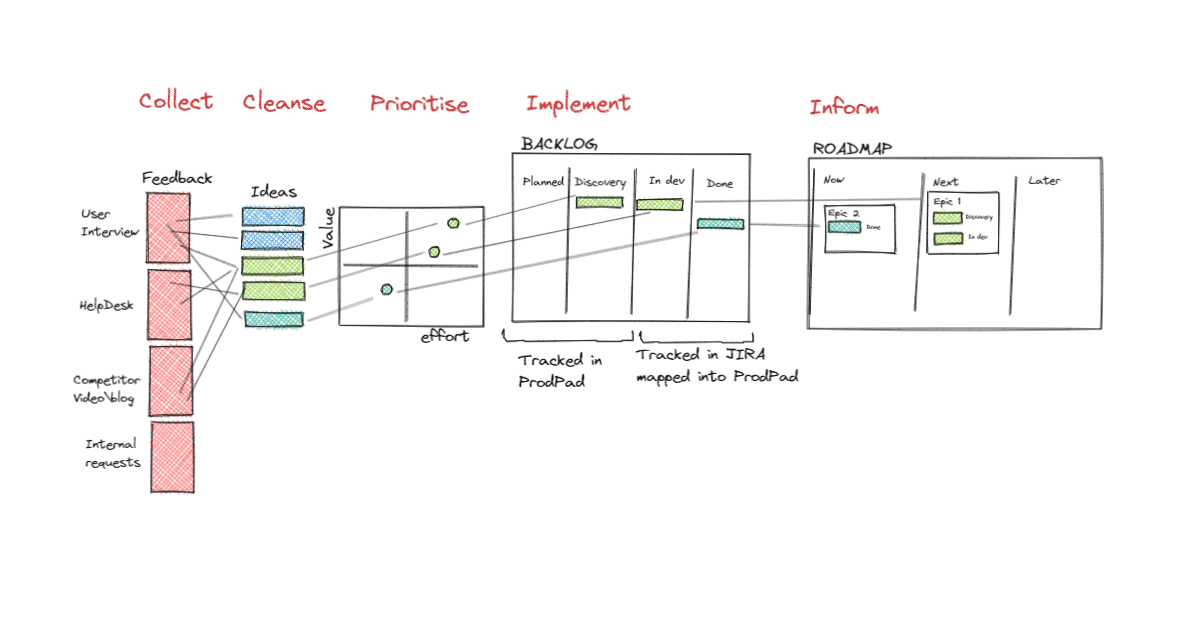 Collect
Cleanse
Prioritise
Implement
Inform
Feedback
User
Interview
HelpDesk
Competitor
Video\blog
Internal
requests
Ideas
Value
effort
BACKLOG
Planned
Discovery
In dev
Done
Tracked in
ProdPad
Tracked in JIRA
mapped into ProdPad
ROADMAP
Now
Epic 2
Done
Next
Epic 1
Discovery
In dev
Later